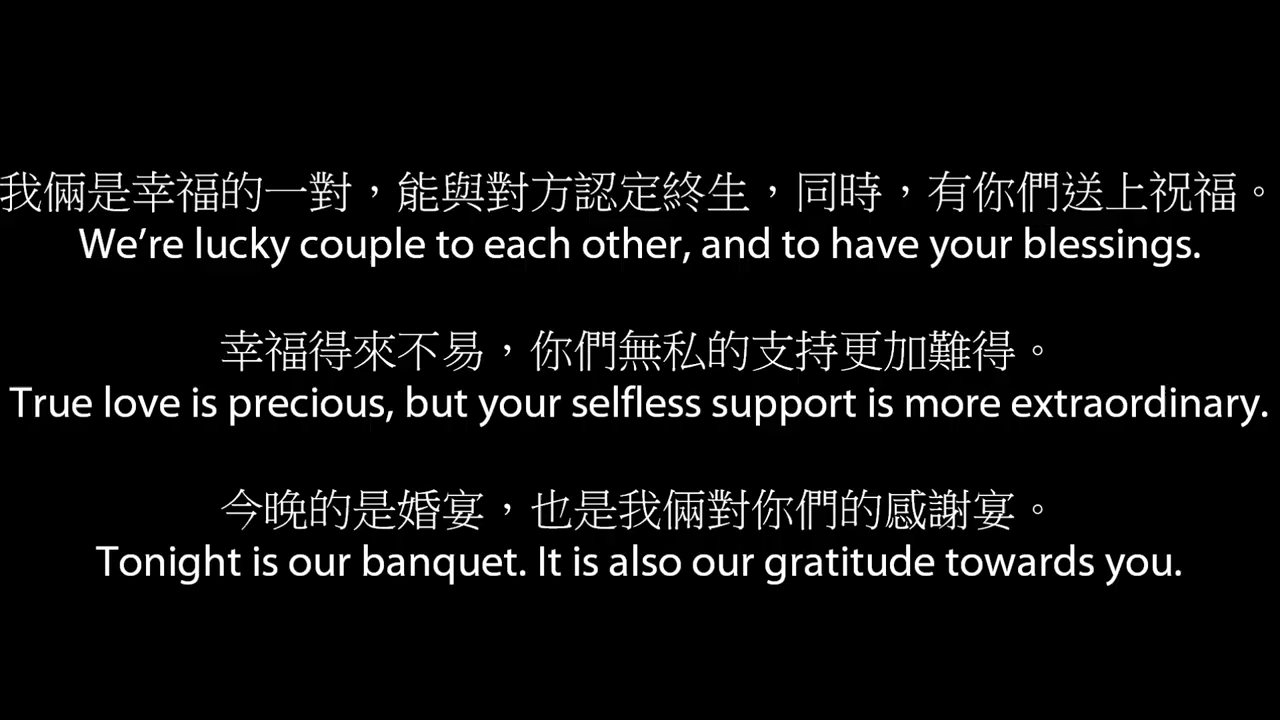 我倆是幸福的一對，能與對方認定終生，同時，有你們送上祝福。
We’re lucky couple to each other, and to have your blessings.
幸福得來不易，你們無私的支持更加難得。
True love is precious, but your selfless support is more extraordinary.
今晚的是婚宴，也是我倆對你們的感謝宴。
Tonight is our banquet. It is also our gratitude towards you.